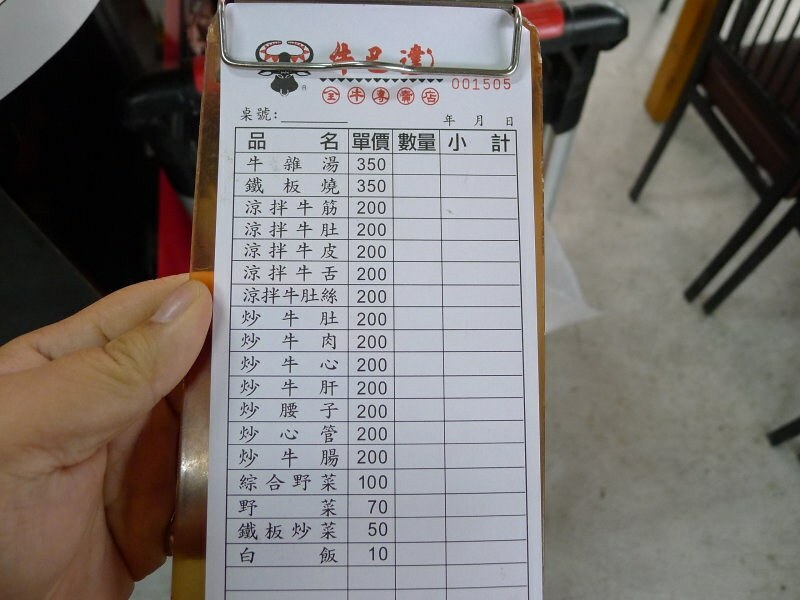 牛巴達
001505
全牛專賣店
桌號: 年 月 日
品名 單價 數量 小計
牛雜湯 350
鐵板燒 350
涼拌牛筋 200
涼拌牛肚 200
涼拌牛皮 200
涼拌牛舌 200
涼拌牛肚絲 200
炒牛肚 200
炒牛肉 200
炒牛心 200
炒牛肝 200
炒腰子 200
炒心管 200
炒牛腸 200
綜合野菜 100
野菜 70
鐵板炒菜 50
白飯 10